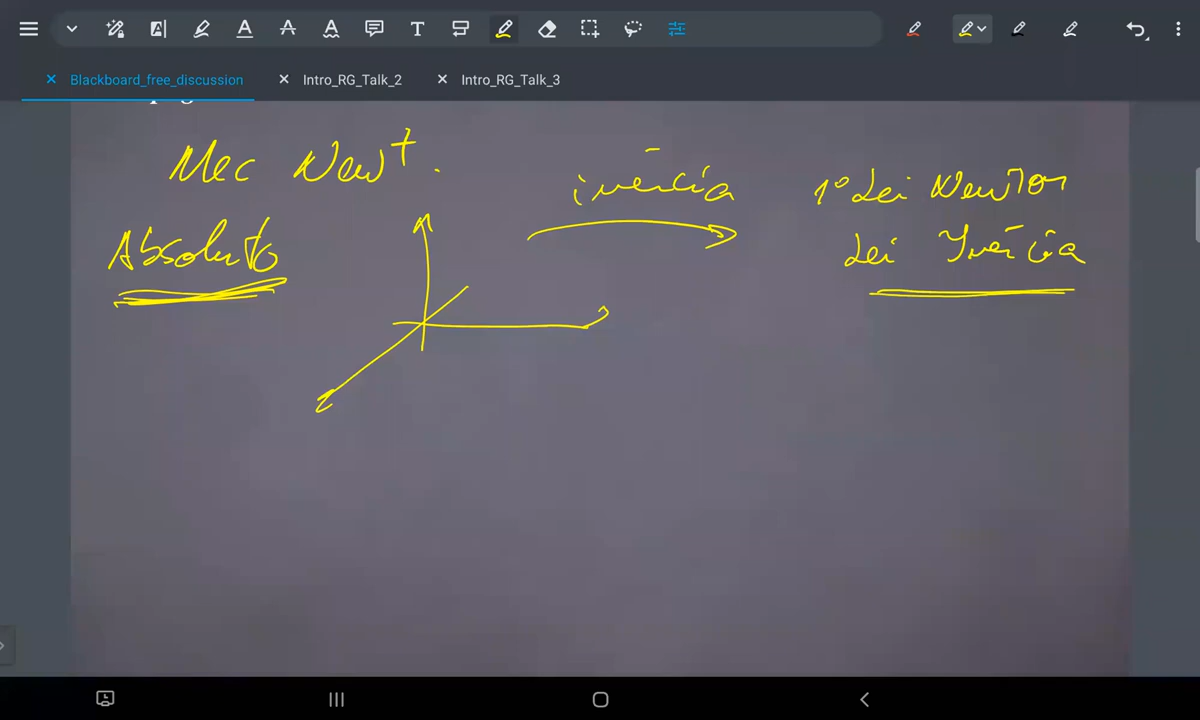 Blackboard_free_discussion
Intro_RG_Talk_2
Intro_RG_Talk_3
Mec Newt.
inércia
1º Lei Newton
Absoluto
Lei Inércia